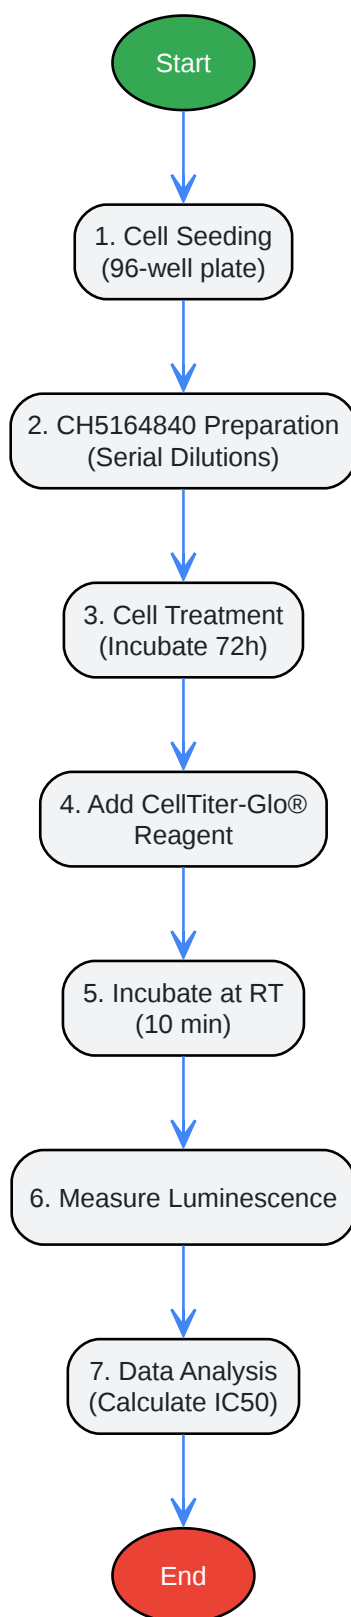 Start
1. Cell Seeding
(96-well plate)
2. CH5164840 Preparation
(Serial Dilutions)
3. Cell Treatment
(Incubate 72h)
4. Add CellTiter-Glo®
Reagent
5. Incubate at RT
(10 min)
6. Measure Luminescence
7. Data Analysis
(Calculate IC50)
End